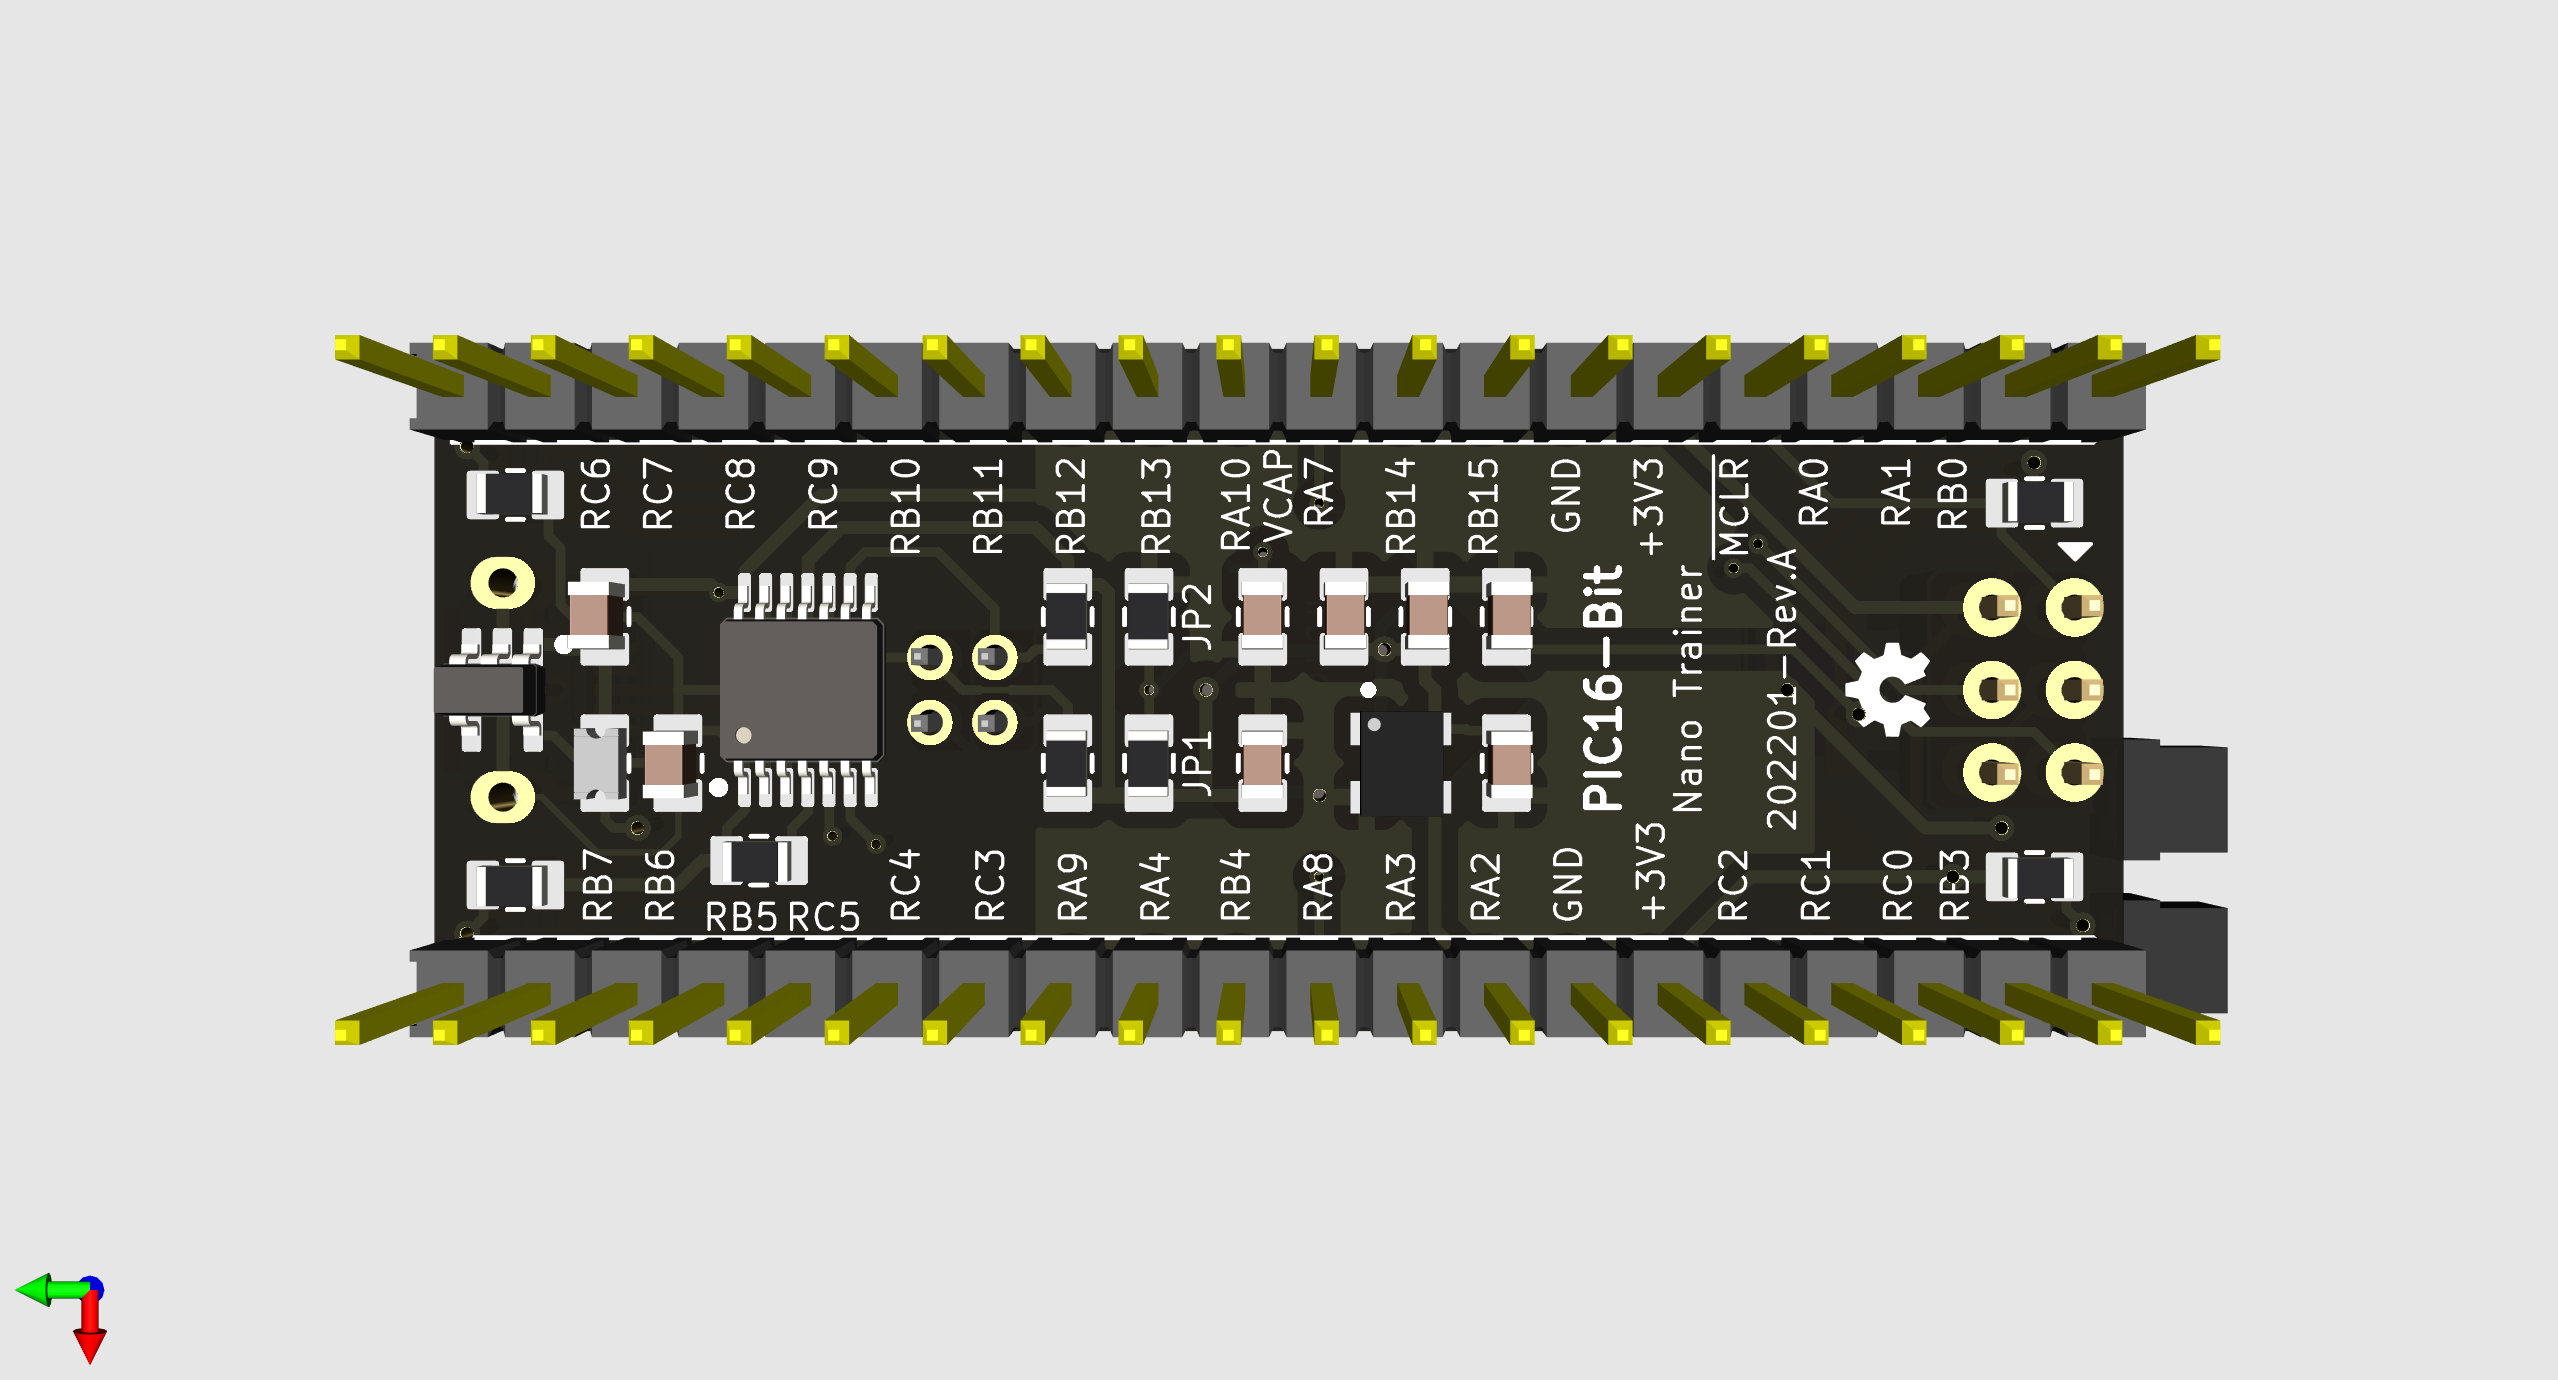 RC6
RC7
RC8
RC9
RB10
RB11
RB12
RB13
RA10
VCAP
RA7
RB14
RB15
GND
+3V3
MCLR
RA0
RA1
RB0
JP2
JP1
PIC16-Bit
Nano Trainer
2022201-Rev.A
RB7
RB6
RB5
RC5
RC4
RC3
RA9
RA4
RB4
RA8
RA3
RA2
GND
+3V3
RC2
RC1
RC0
RB3